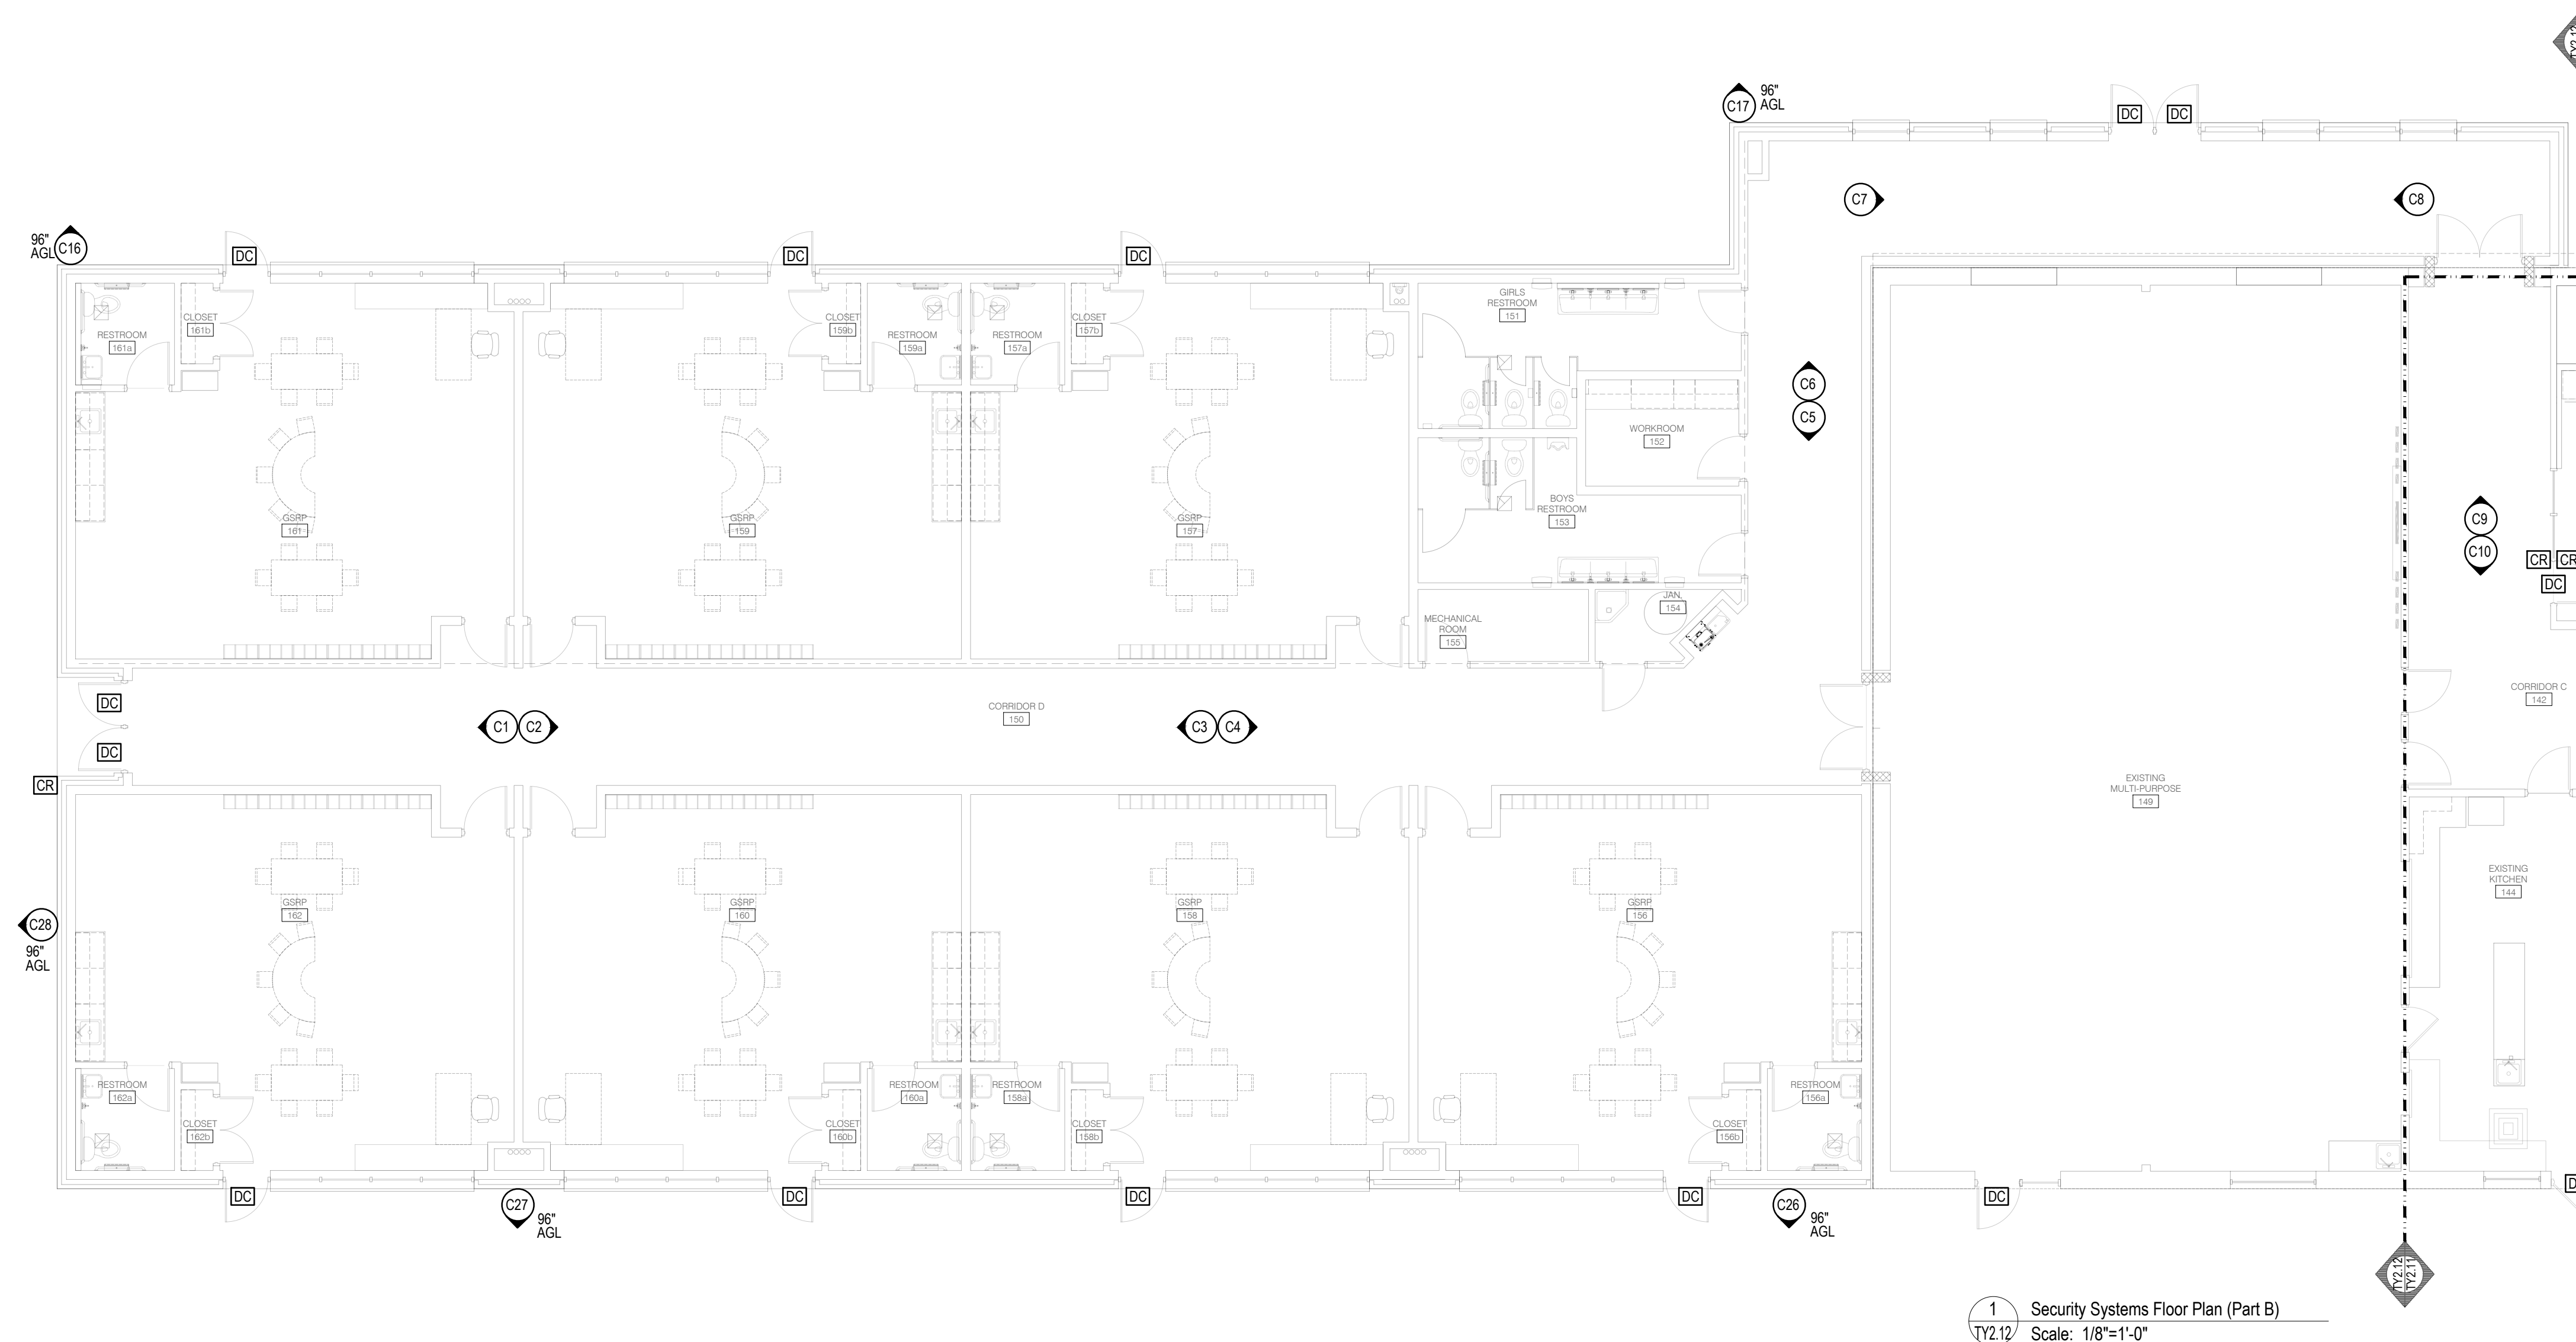 TY2.12
96"
AGL
C17
DC
DC
C7
C8
96"
AGL
C16
DC
DC
DC
RESTROOM
161a
CLOSET
161b
CLOSET
159b
RESTROOM
159a
RESTROOM
157a
CLOSET
157b
GIRLS
RESTROOM
151
C6
C5
WORKROOM
152
GSRP
161
GSRP
159
GSRP
157
BOYS
RESTROOM
153
C9
C10
CR
CR
DC
MECHANICAL
ROOM
155
JAN.
154
DC
DC
CR
C1
C2
CORRIDOR D
150
C3
C4
CORRIDOR C
142
EXISTING
MULTI-PURPOSE
149
EXISTING
KITCHEN
144
C28
96"
AGL
GSRP
162
GSRP
160
GSRP
158
GSRP
156
RESTROOM
162a
CLOSET
162b
CLOSET
160b
RESTROOM
160a
RESTROOM
158a
CLOSET
158b
CLOSET
156b
RESTROOM
156a
DC
DC
DC
DC
DC
C27
96"
AGL
C26
96"
AGL
TY2.12
TY2.11
1
TY2.12
Security Systems Floor Plan (Part B)
Scale: 1/8"=1'-0"